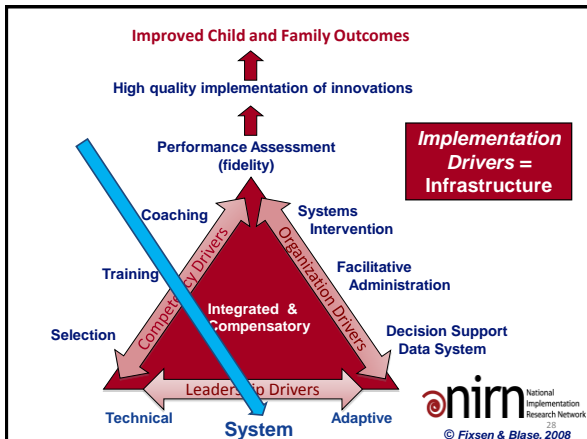 Improved Child and Family Outcomes
High quality implementation of innovations
Performance Assessment
(fidelity)
Implementation
Drivers =
Infrastructure
Coaching
Training
Selection
Competency Drivers
Systems
Intervention
Facilitative
Administration
Decision Support
Data System
Organization Drivers
Integrated &
Compensatory
Leadership Drivers
Technical
System
Adaptive
nirn
National
Implementation
Research Network
28
© Fixsen & Blase, 2008